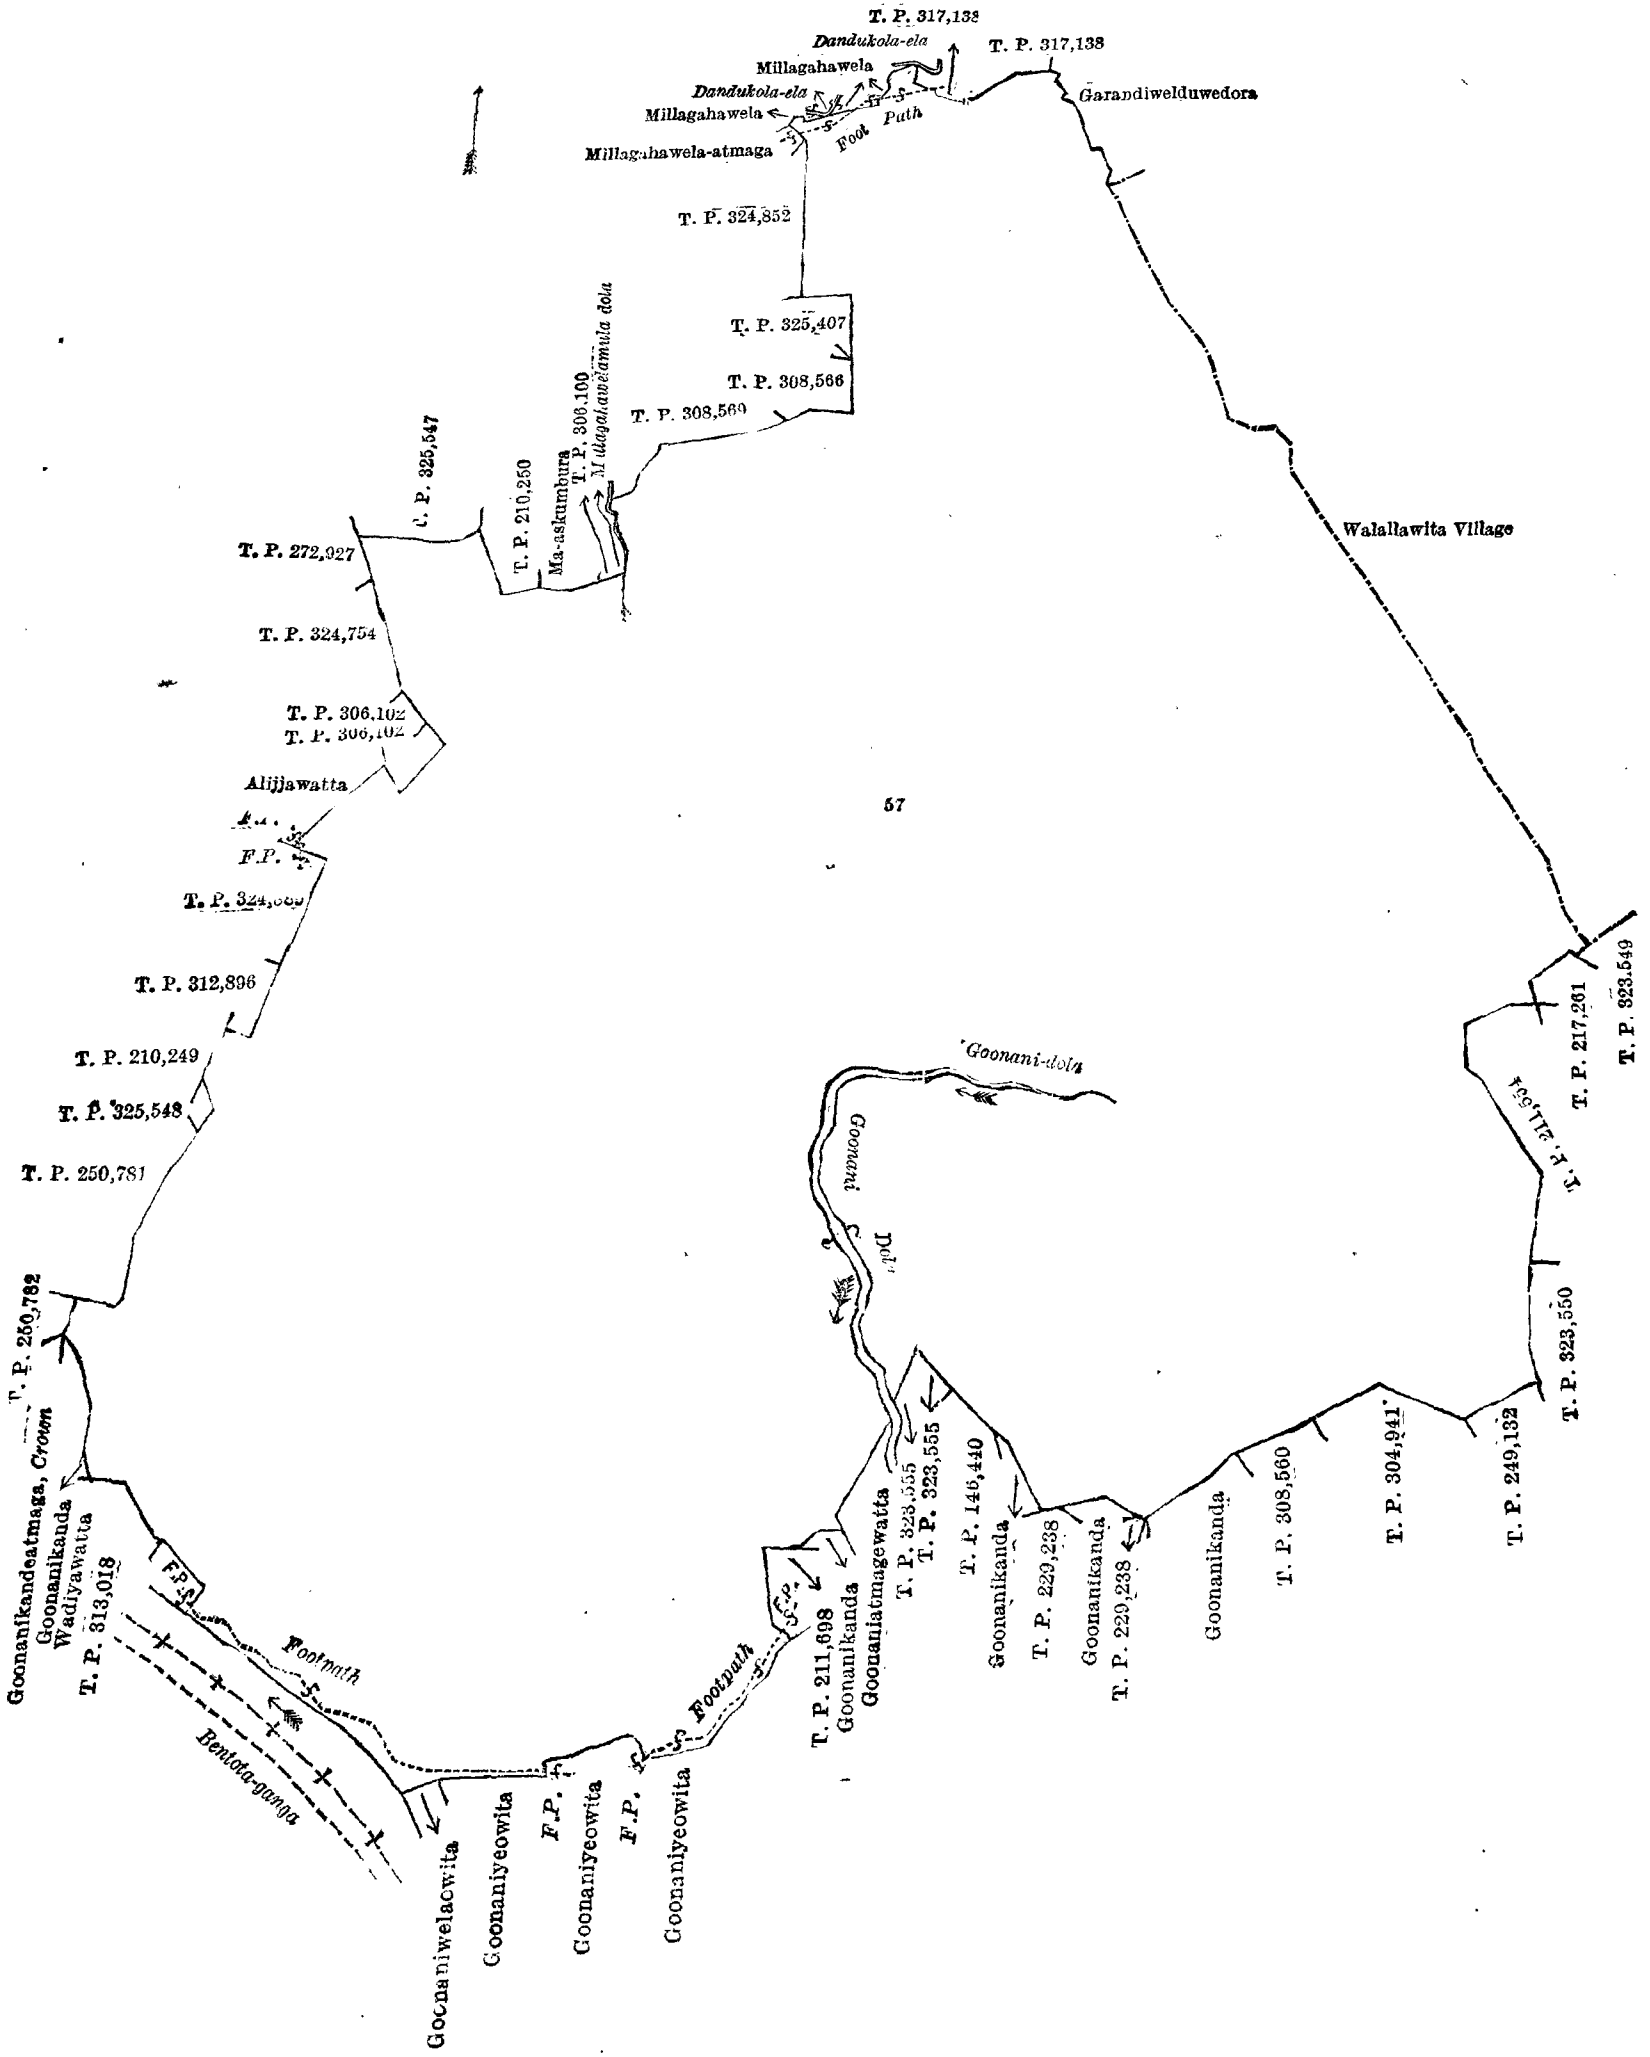 T. P. 317,138
Dandukola-ela
T. P. 317,138
Millagahawela
Garandiwelduwedora
Dandukola-ela
Millagahawela
Foot Path
Millagahawela-atmaga
T. P. 324,852
T. P. 325,407
T. P. 308,566
T. P. 308,569
Millagahawelamula dola
T. P. 306,100
Ma-askumbura
T. P. 210,250
P. 325,547
Walallawita Village
T. P. 272,927
T. P. 324,754
T. P. 306,102
T. P. 306,102
Alijjawatta
57
F.P.
T. P.
T. P. 312,896
T. P. 323,549
T. P. 217,261
T. P. 210,249
Goonani-dola
T. P. 325,548
T. P. 211,551
Goonani Dola
T. P. 250,781
T. P. 250,782
T. P. 323,550
Goonanikandeatmaga, Crown
Goonanikanda
Wadiyawatta
T. P. 313,018
F.P.
Footpath
Bentota-ganga
Goonaniwelaowita
Goonaniyeowita
F.P.
Goonaniyeowita
F.P.
Goonaniyeowita
Footpath
F.P.
T. P. 211,698
Goonanikanda
Goonaniatmagewatta
T. P. 323,555
T. P. 323,555
T. P. 146,440
Goonanikanda
T. P. 229,238
Goonanikanda
T. P. 229,238
Goonanikanda
T. P. 308,560
T. P. 304,941
T. P. 249,132